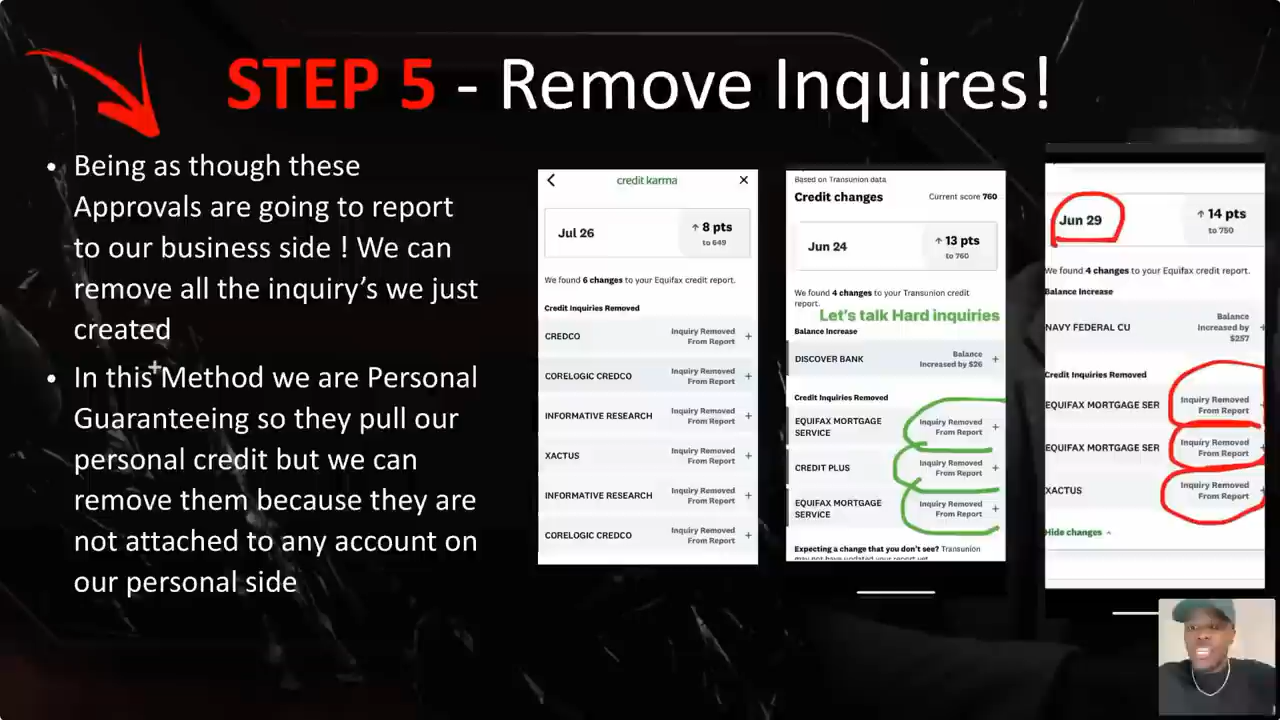 STEP 5 - Remove Inquires!
• Being as though these
Approvals are going to report
to our business side ! We can
remove all the inquiry's we just
created
• In this Method we are Personal
Guaranteeing so they pull our
personal credit but we can
remove them because they are
not attached to any account on
our personal side
credit karma
Jul 26
↑ 8 pts
to 649
We found 6 changes to your Equifax credit report.
Credit Inquiries Removed
CREDCO
Inquiry Removed
From Report
CORELOGIC CREDCO
Inquiry Removed
From Report
INFORMATIVE RESEARCH
Inquiry Removed
From Report
XACTUS
Inquiry Removed
From Report
INFORMATIVE RESEARCH
Inquiry Removed
From Report
CORELOGIC CREDCO
Inquiry Removed
From Report
Based on Transunion data
Credit changes
Current score 760
Jun 24
↑ 13 pts
to 760
We found 4 changes to your Transunion credit
report.
Let's talk Hard inquiries
Balance Increase
DISCOVER BANK
Balance
Increased by $26
Credit Inquiries Removed
EQUIFAX MORTGAGE
SERVICE
Inquiry Removed
From Report
CREDIT PLUS
Inquiry Removed
From Report
EQUIFAX MORTGAGE
SERVICE
Inquiry Removed
From Report
Expecting a change that you don't see? Transunion
may not have updated your report yet
Jun 29
↑ 14 pts
to 750
We found 4 changes to your Equifax credit report.
Balance Increase
NAVY FEDERAL CU
Balance
Increased by
$257
Credit Inquiries Removed
EQUIFAX MORTGAGE SER
Inquiry Removed
From Report
EQUIFAX MORTGAGE SER
Inquiry Removed
From Report
XACTUS
Inquiry Removed
From Report
Hide changes